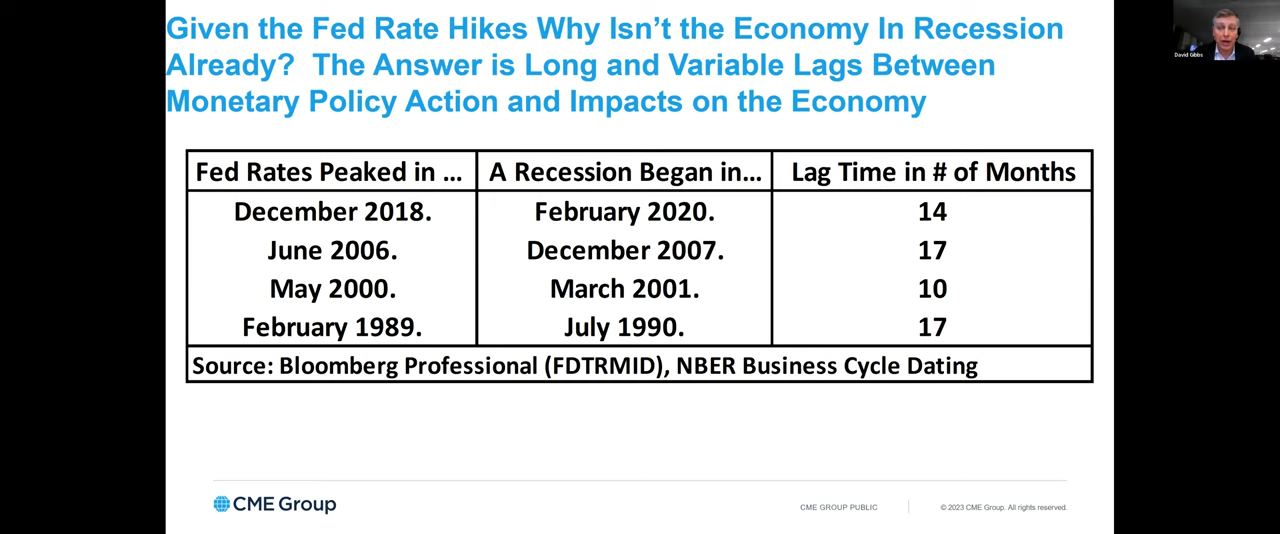 Given the Fed Rate Hikes Why Isn’t the Economy In Recession
Already? The Answer is Long and Variable Lags Between
Monetary Policy Action and Impacts on the Economy
David Gibbs
Fed Rates Peaked in ... A Recession Began in... Lag Time in # of Months
December 2018. February 2020. 14
June 2006. December 2007. 17
May 2000. March 2001. 10
February 1989. July 1990. 17
Source: Bloomberg Professional (FDTRMID), NBER Business Cycle Dating
CME Group CME GROUP PUBLIC © 2023 CME Group. All rights reserved.